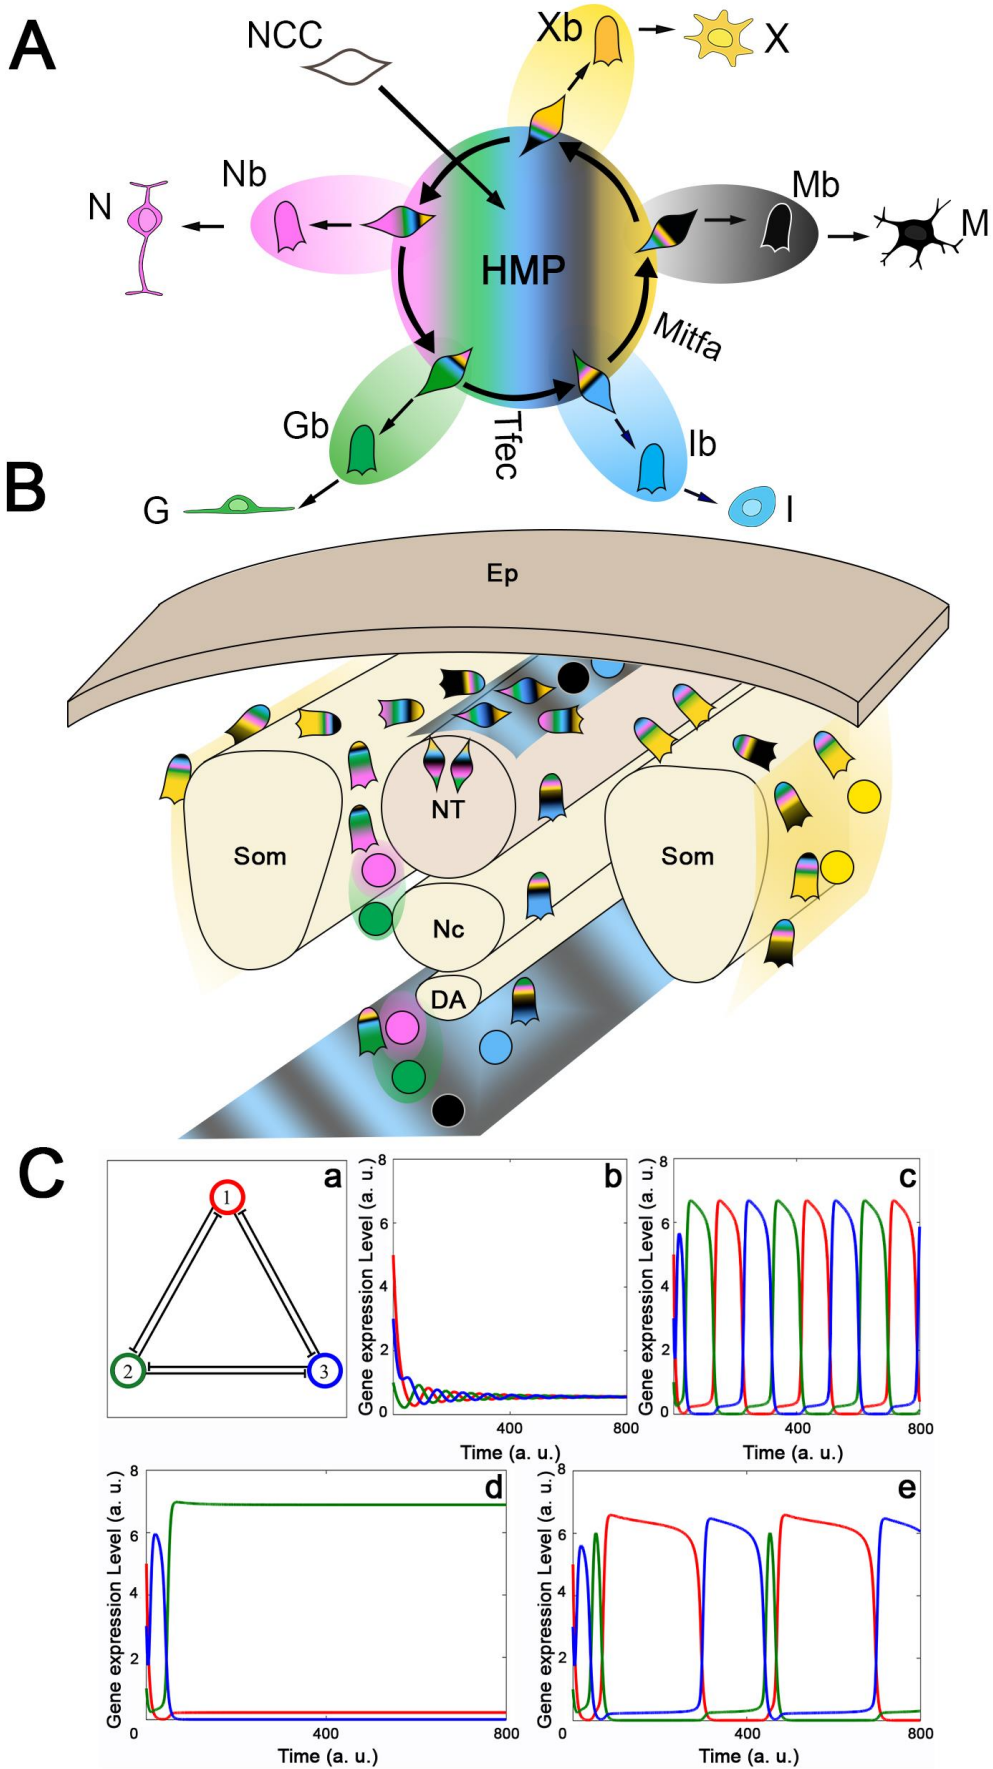 A
NCC
Xb
X
Nb
N
Mb
M
HMP
Mitfa
Gb
Tfec
Ib
G
I
B
Ep
NT
Som
Som
Nc
DA
C
a
1
2
3
b
Gene expression Level (a. u.)
8
6
4
2
0
400
800
Time (a. u.)
c
Gene expression Level (a. u.)
8
6
4
2
0
400
800
Time (a. u.)
d
Gene expression Level (a. u.)
8
6
4
2
0
400
800
Time (a. u.)
e
Gene expression Level (a. u.)
8
6
4
2
0
0
400
800
Time (a. u.)